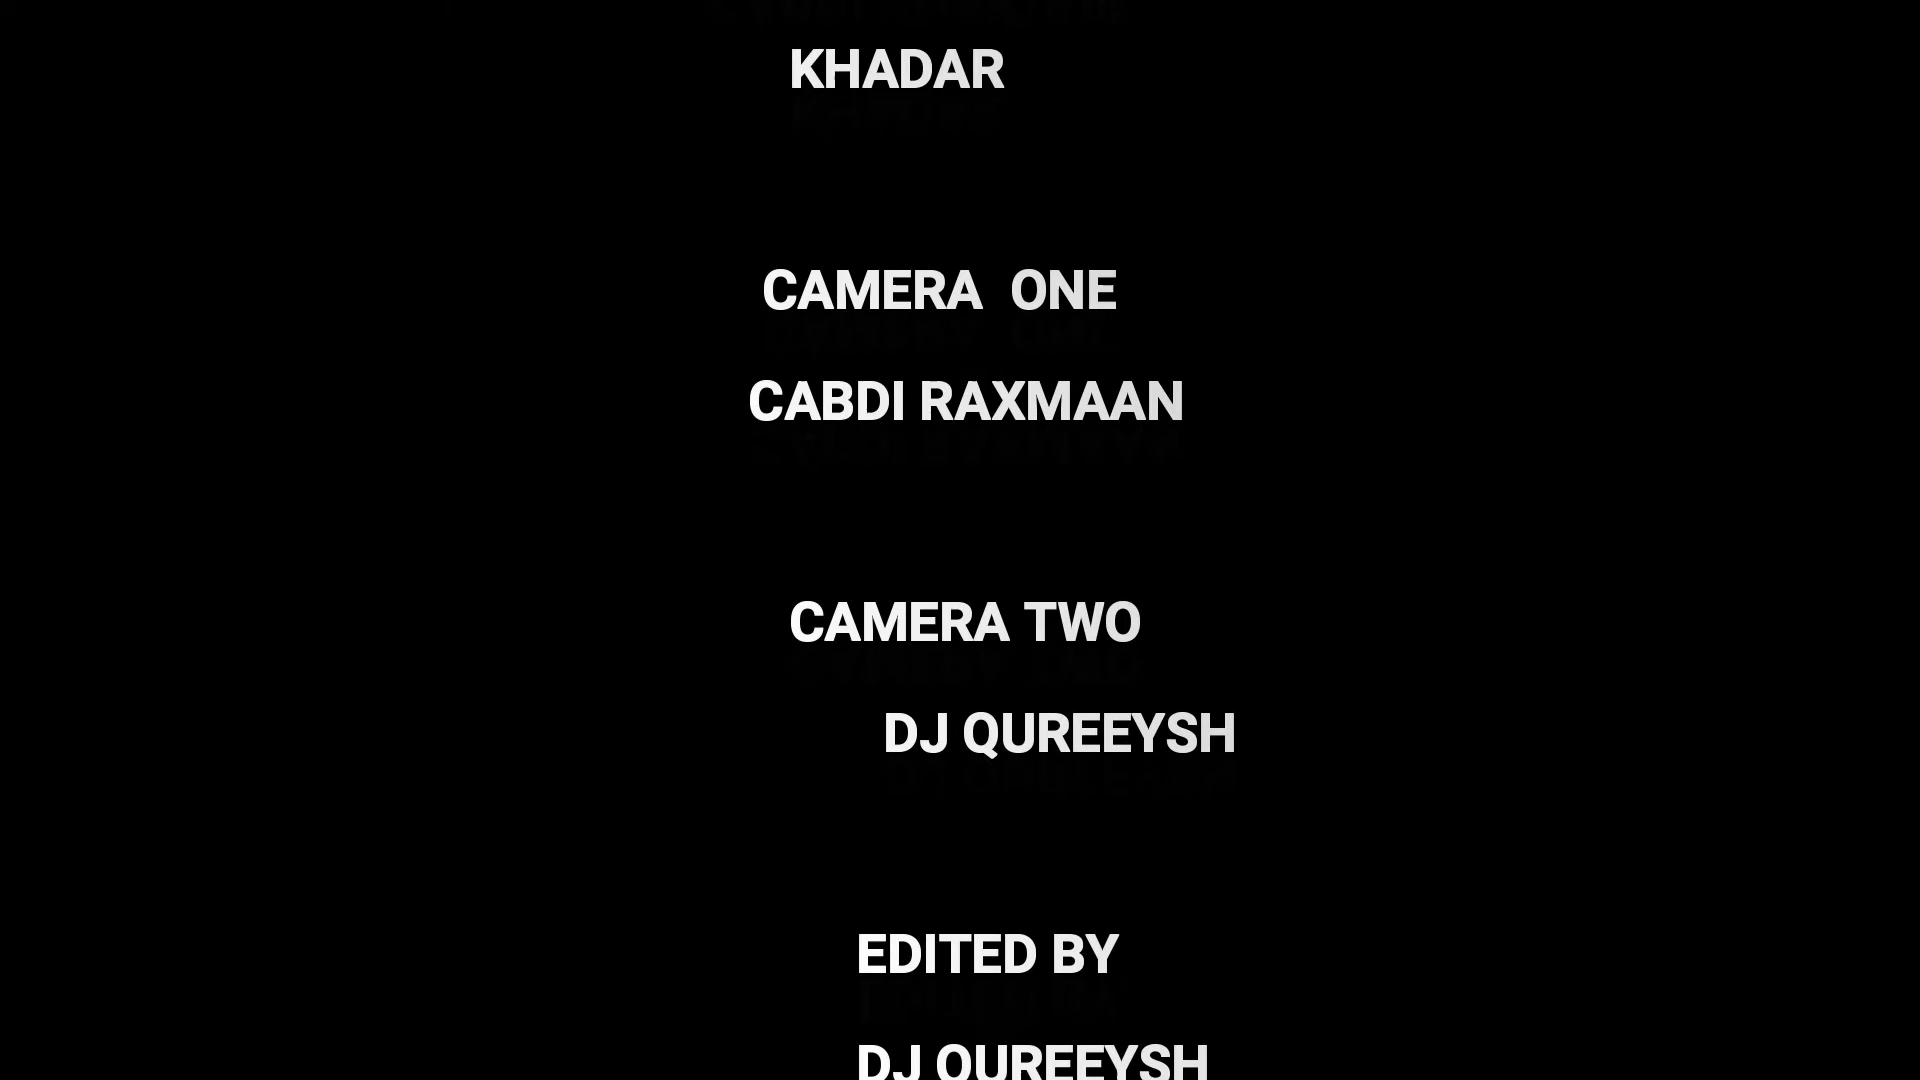 KHADAR
CAMERA  ONE
CABDI RAXMAAN
CAMERA TWO
DJ QUREEYSH
EDITED BY
DJ QUREEYSH